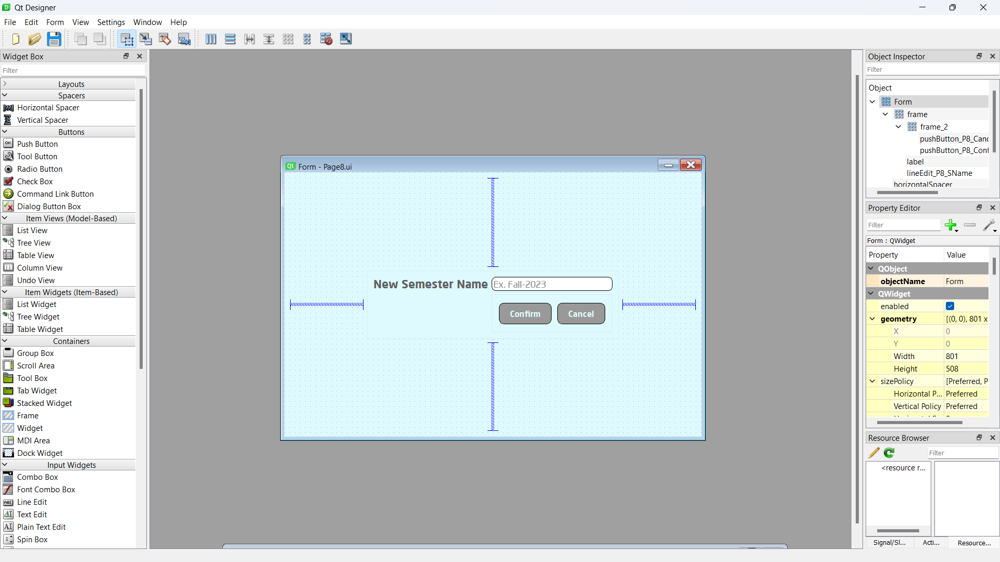 Qt Designer
File Edit Form View Settings Window Help
Widget Box
Filter
Layouts
Spacers
Horizontal Spacer
Vertical Spacer
Buttons
Push Button
Tool Button
Radio Button
Check Box
Command Link Button
Dialog Button Box
Item Views (Model-Based)
List View
Tree View
Table View
Column View
Undo View
Item Widgets (Item-Based)
List Widget
Tree Widget
Table Widget
Containers
Group Box
Scroll Area
Tool Box
Tab Widget
Stacked Widget
Frame
Widget
MDI Area
Dock Widget
Input Widgets
Combo Box
Font Combo Box
Line Edit
Text Edit
Plain Text Edit
Spin Box
Form - Page8.ui
New Semester Name Ex. Fall-2023
Confirm Cancel
Object Inspector
Filter
Object
Form
frame
frame_2
pushButton_P8_Canc
pushButton_P8_Conf
label
lineEdit_P8_SName
horizontalSpacer
Property Editor
Filter
Form : QWidget
Property Value
QObject
objectName Form
QWidget
enabled
geometry [(0, 0), 801 x
X 0
Y 0
Width 801
Height 508
sizePolicy [Preferred, P
Horizontal P... Preferred
Vertical Policy Preferred
Resource Browser
Filter
<resource r...
Signal/Sl... Acti... Resource...